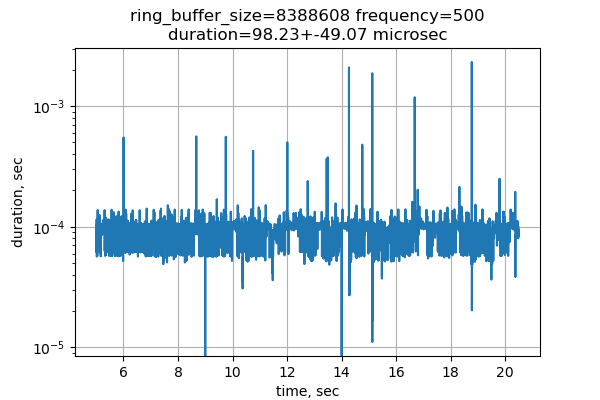 ring_buffer_size=8388608 frequency=500
duration=98.23+-49.07 microsec
duration, sec
10^{-3}
10^{-4}
10^{-5}
6 8 10 12 14 16 18 20
time, sec